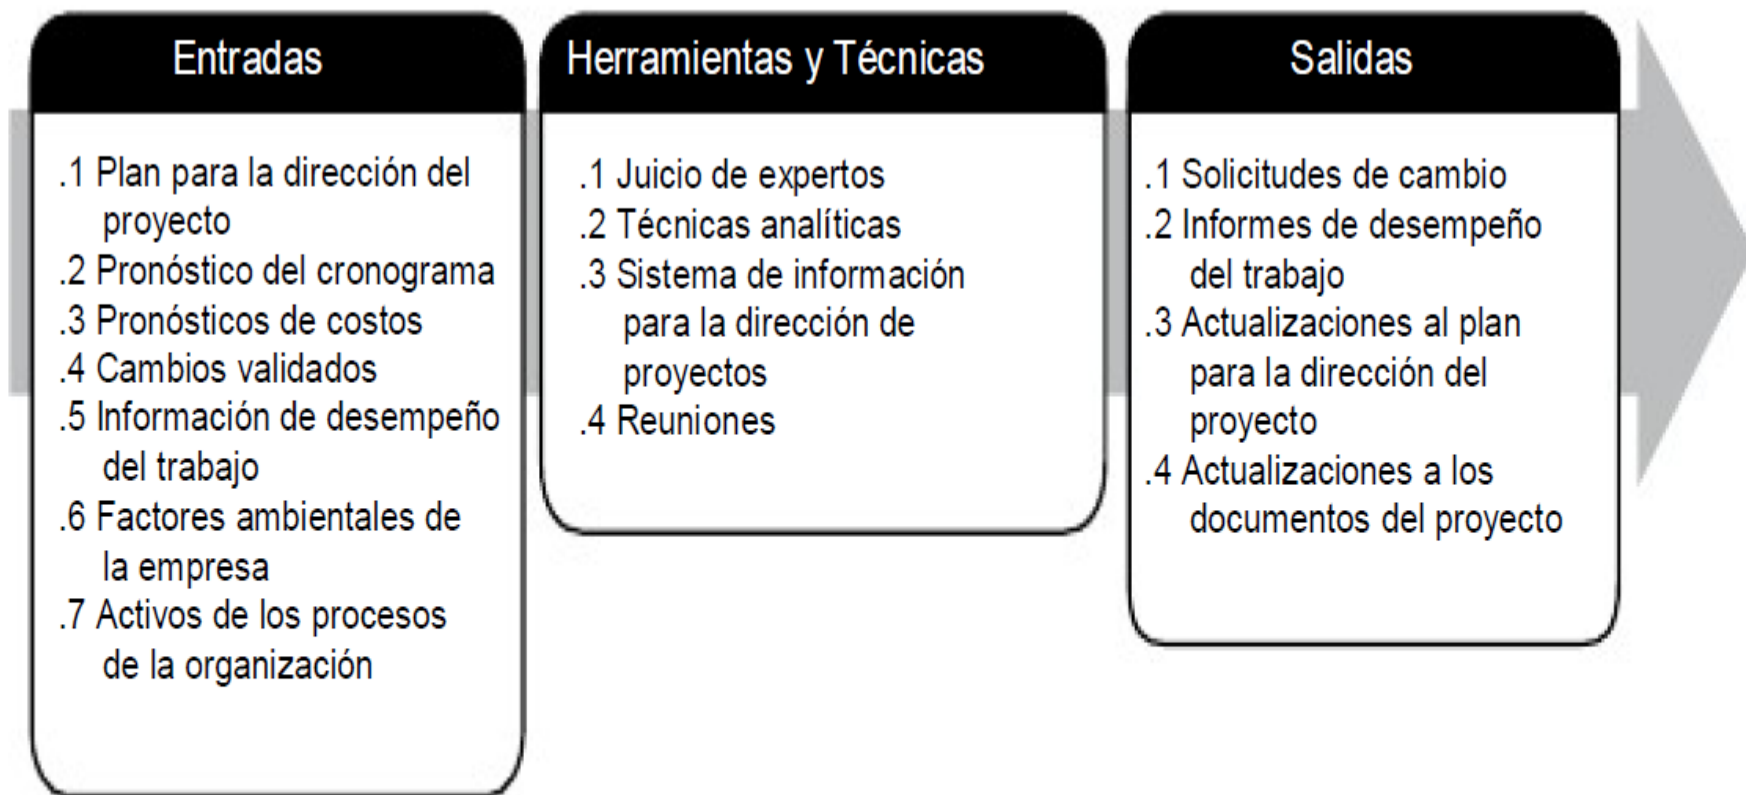 Entradas
.1 Plan para la dirección del
proyecto
.2 Pronóstico del cronograma
.3 Pronósticos de costos
.4 Cambios validados
.5 Información de desempeño
del trabajo
.6 Factores ambientales de
la empresa
.7 Activos de los procesos
de la organización
Herramientas y Técnicas
.1 Juicio de expertos
.2 Técnicas analíticas
.3 Sistema de información
para la dirección de
proyectos
.4 Reuniones
Salidas
.1 Solicitudes de cambio
.2 Informes de desempeño
del trabajo
.3 Actualizaciones al plan
para la dirección del
proyecto
.4 Actualizaciones a los
documentos del proyecto